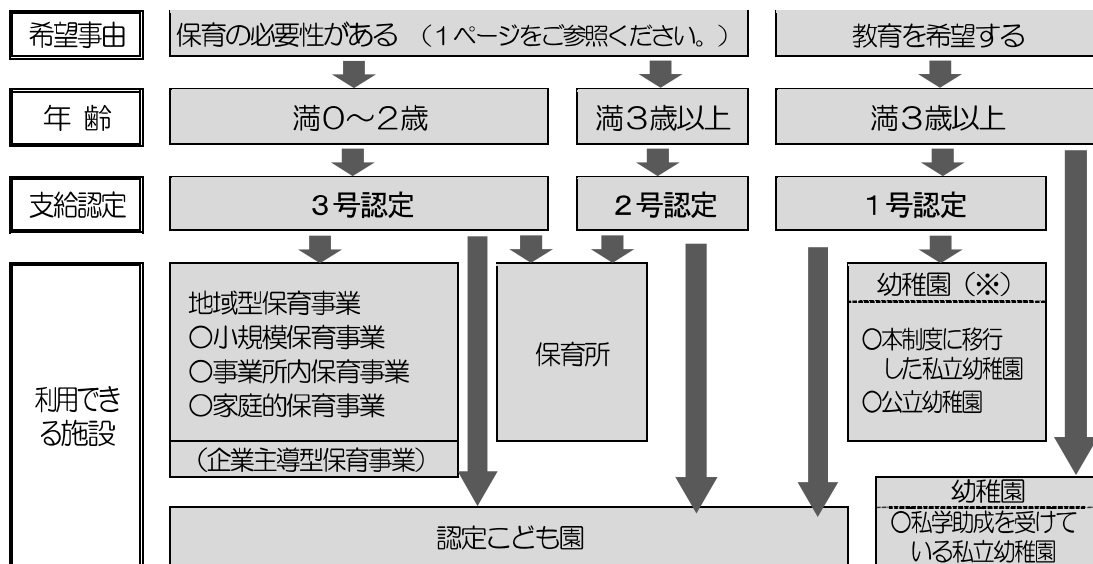 希望事由
保育の必要性がある （１ページをご参照ください。）
教育を希望する
年 齢
満０～２歳
満３歳以上
満３歳以上
支給認定
３号認定
２号認定
１号認定
利用でき
る施設
地域型保育事業
○小規模保育事業
○事業所内保育事業
○家庭的保育事業
（企業主導型保育事業）
保育所
幼稚園（※）
○本制度に移行
した私立幼稚園
○公立幼稚園
認定こども園
幼稚園
○私学助成を受けて
いる私立幼稚園